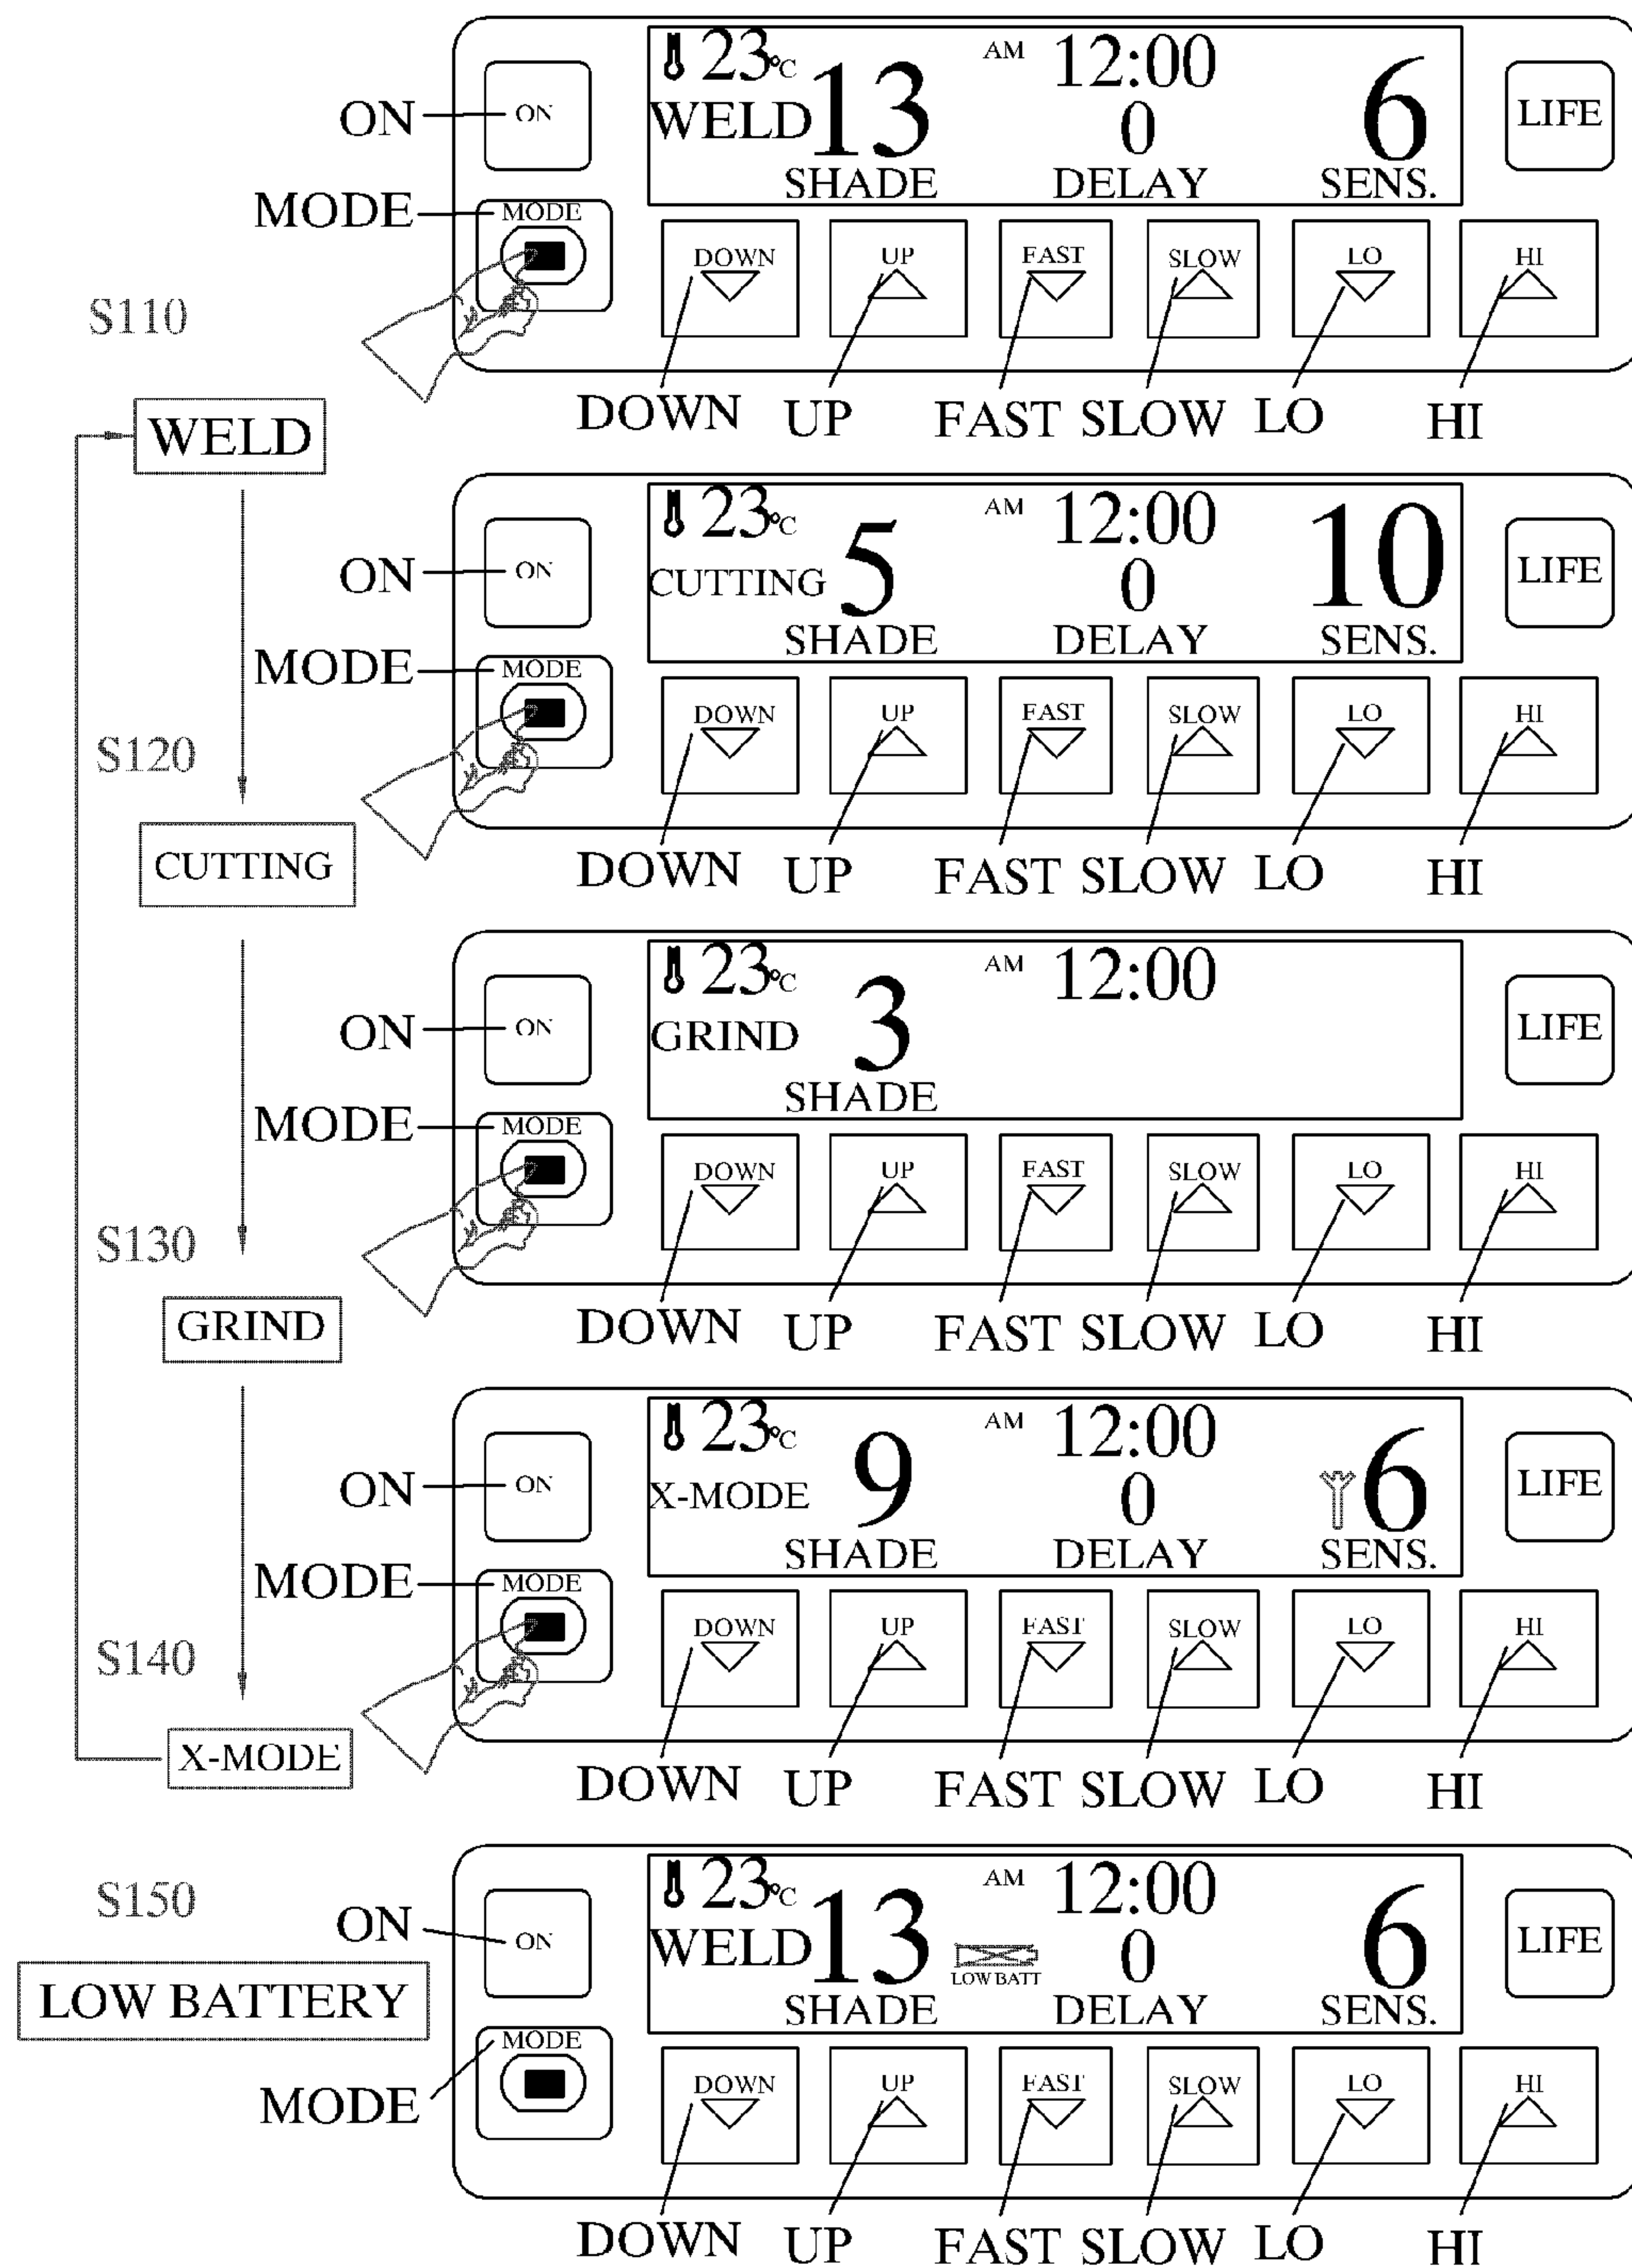 23°C AM 12:00
ON ON WELD 13 0 6 LIFE
SHADE DELAY SENS.
MODE MODE
DOWN UP FAST SLOW LO HI
S110
DOWN UP FAST SLOW LO HI
WELD
23°C AM 12:00
ON ON CUTTING 5 0 10 LIFE
SHADE DELAY SENS.
MODE MODE
DOWN UP FAST SLOW LO HI
S120
DOWN UP FAST SLOW LO HI
CUTTING
23°C AM 12:00
ON ON GRIND 3 LIFE
SHADE
MODE MODE
DOWN UP FAST SLOW LO HI
S130
DOWN UP FAST SLOW LO HI
GRIND
23°C AM 12:00
ON ON X-MODE 9 0 6 LIFE
SHADE DELAY SENS.
MODE MODE
DOWN UP FAST SLOW LO HI
S140
X-MODE
DOWN UP FAST SLOW LO HI
23°C AM 12:00
S150
ON ON WELD 13 0 6 LIFE
LOW BATT
LOW BATTERY
SHADE DELAY SENS.
MODE
DOWN UP FAST SLOW LO HI
MODE
DOWN UP FAST SLOW LO HI